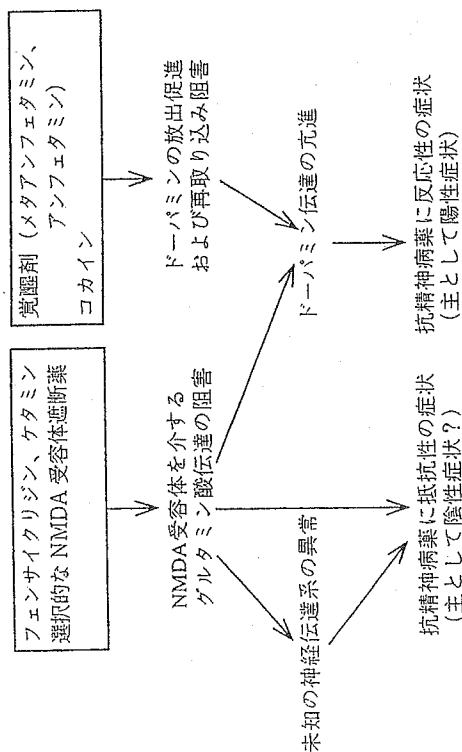 フェンサイクリジン、ケタミン
選択的な NMDA 受容体遮断薬
覚醒剤（メタアンフェタミン、
アンフェタミン）
コカイン
NMDA受容体を介する
グルタミン酸伝達の阻害
ドーパミンの放出促進
および再取り込み阻害
未知の神経伝達系の異常
ドーパミン伝達の亢進
抗精神病薬に抵抗性の症状
（主として陰性症状？）
抗精神病薬に反応性の症状
（主として陽性症状）